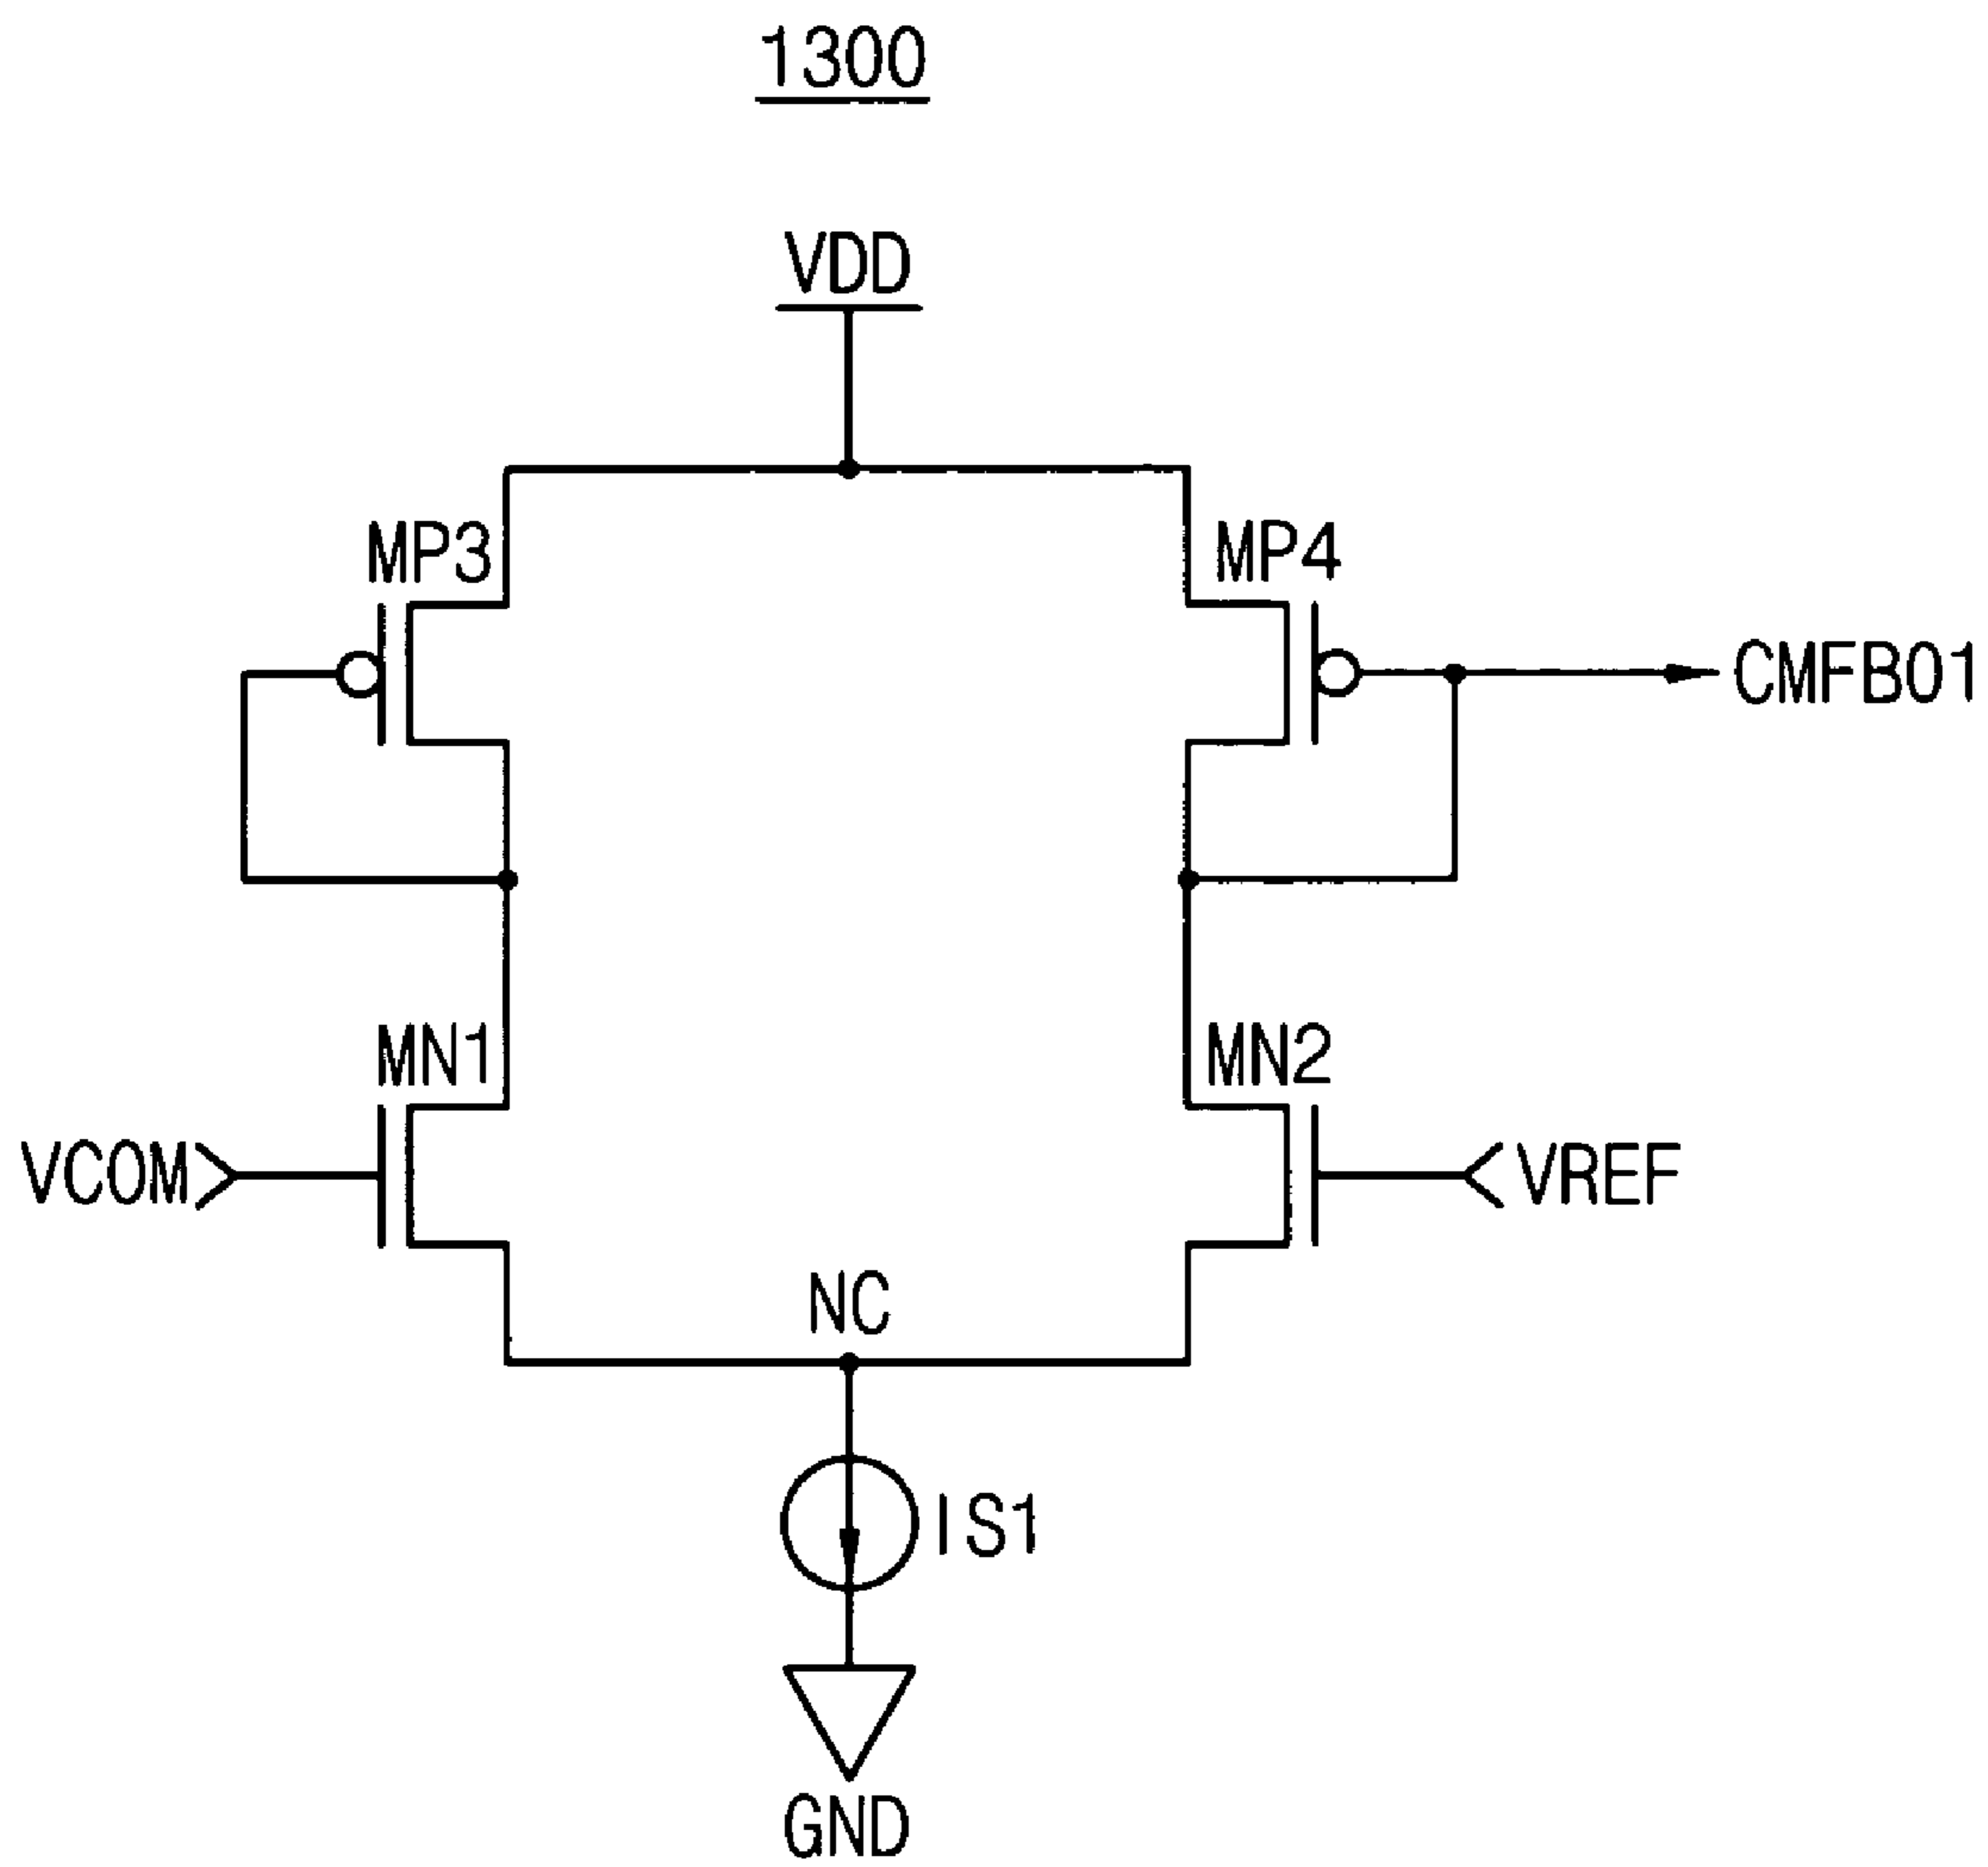 1300
VDD
MP3
MP4
CMFB01
MN1
MN2
VCOM
VREF
NC
IS1
GND